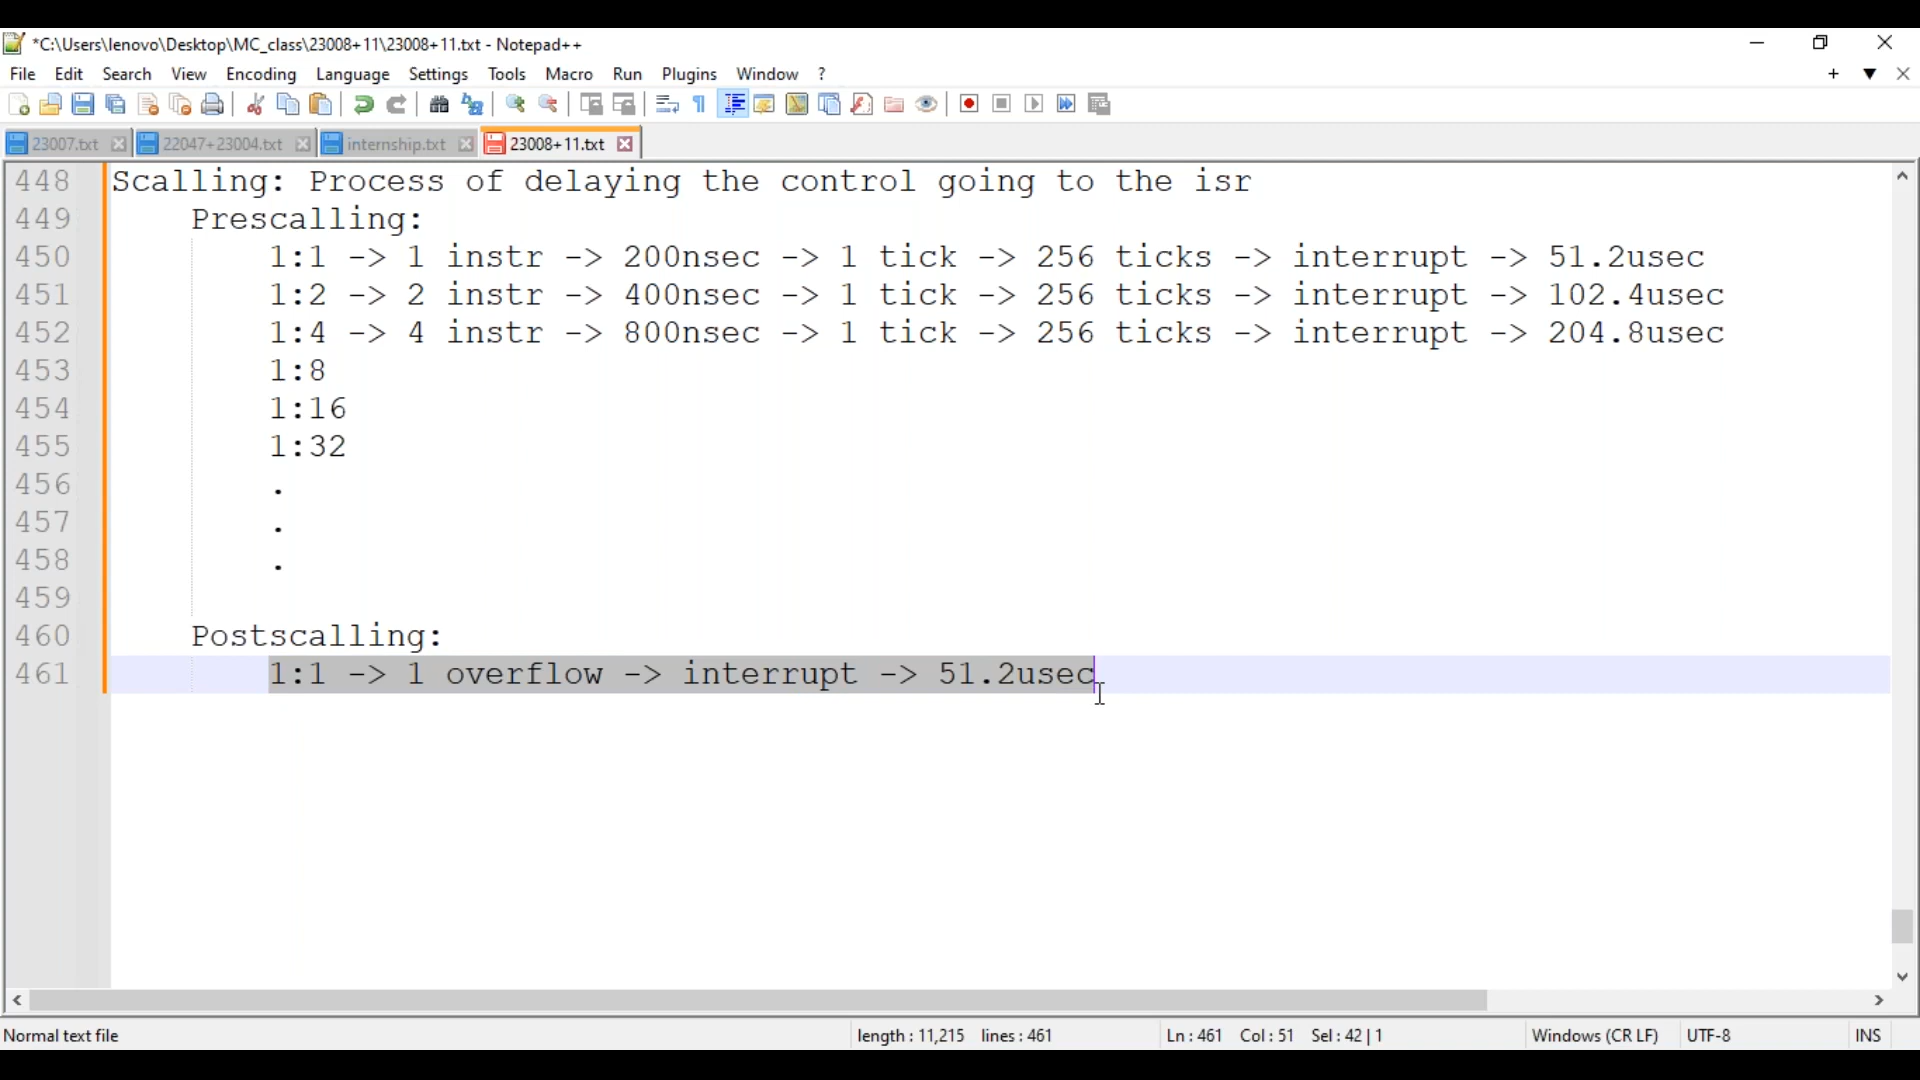 *C:\Users\lenovo\Desktop\MC_class\23008+11\23008+11.txt - Notepad++
File Edit Search View Encoding Language Settings Tools Macro Run Plugins Window ?
23007.txt 22047+23004.txt internship.txt 23008+11.txt
448 Scalling: Process of delaying the control going to the isr
449 Prescalling:
450 1:1 -> 1 instr -> 200nsec -> 1 tick -> 256 ticks -> interrupt -> 51.2usec
451 1:2 -> 2 instr -> 400nsec -> 1 tick -> 256 ticks -> interrupt -> 102.4usec
452 1:4 -> 4 instr -> 800nsec -> 1 tick -> 256 ticks -> interrupt -> 204.8usec
453 1:8
454 1:16
455 1:32
456 .
457 .
458 .
459
460 Postscalling:
461 1:1 -> 1 overflow -> interrupt -> 51.2usec
Normal text file length : 11,215 lines : 461 Ln : 461 Col : 51 Sel : 42 | 1 Windows (CR LF) UTF-8 INS